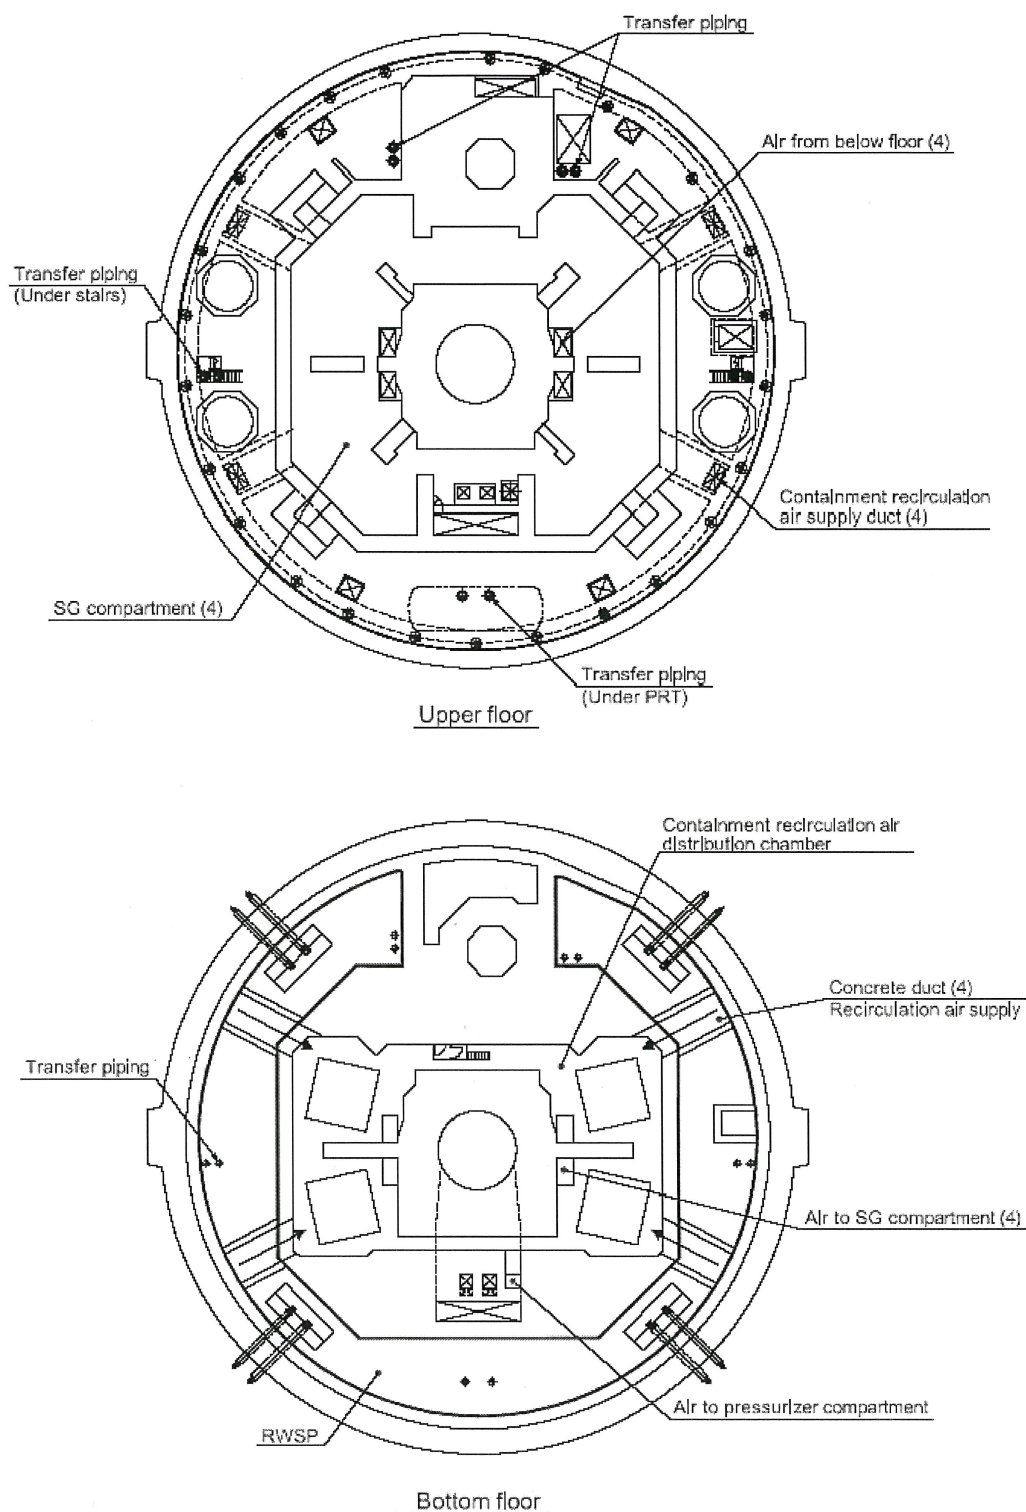 Transfer piping
Air from below floor (4)
Transfer piping
(Under stairs)
Containment recirculation
air supply duct (4)
SG compartment (4)
Transfer piping
(Under PRT)
Upper floor
Containment recirculation air
distribution chamber
Concrete duct (4)
Recirculation air supply
Transfer piping
Air to SG compartment (4)
Air to pressurizer compartment
RWSP
Bottom floor